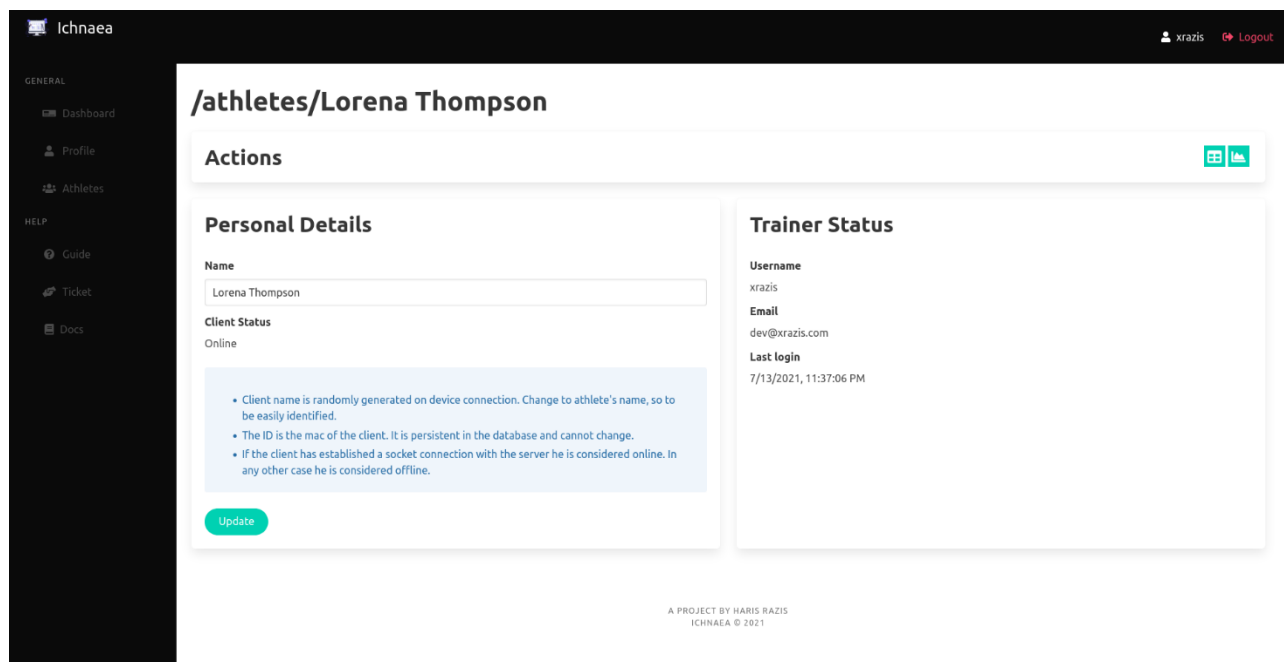 Ichnaea
xrazis Logout
GENERAL
Dashboard
Profile
Athletes
HELP
Guide
Ticket
Docs
/athletes/Lorena Thompson
Actions
Personal Details
Name
Lorena Thompson
Client Status
Online
• Client name is randomly generated on device connection. Change to athlete's name, so to
be easily identified.
• The ID is the mac of the client. It is persistent in the database and cannot change.
• If the client has established a socket connection with the server he is considered online. In
any other case he is considered offline.
Update
Trainer Status
Username
xrazis
Email
dev@xrazis.com
Last login
7/13/2021, 11:37:06 PM
A PROJECT BY HARIS RAZIS
ICHNAEA © 2021